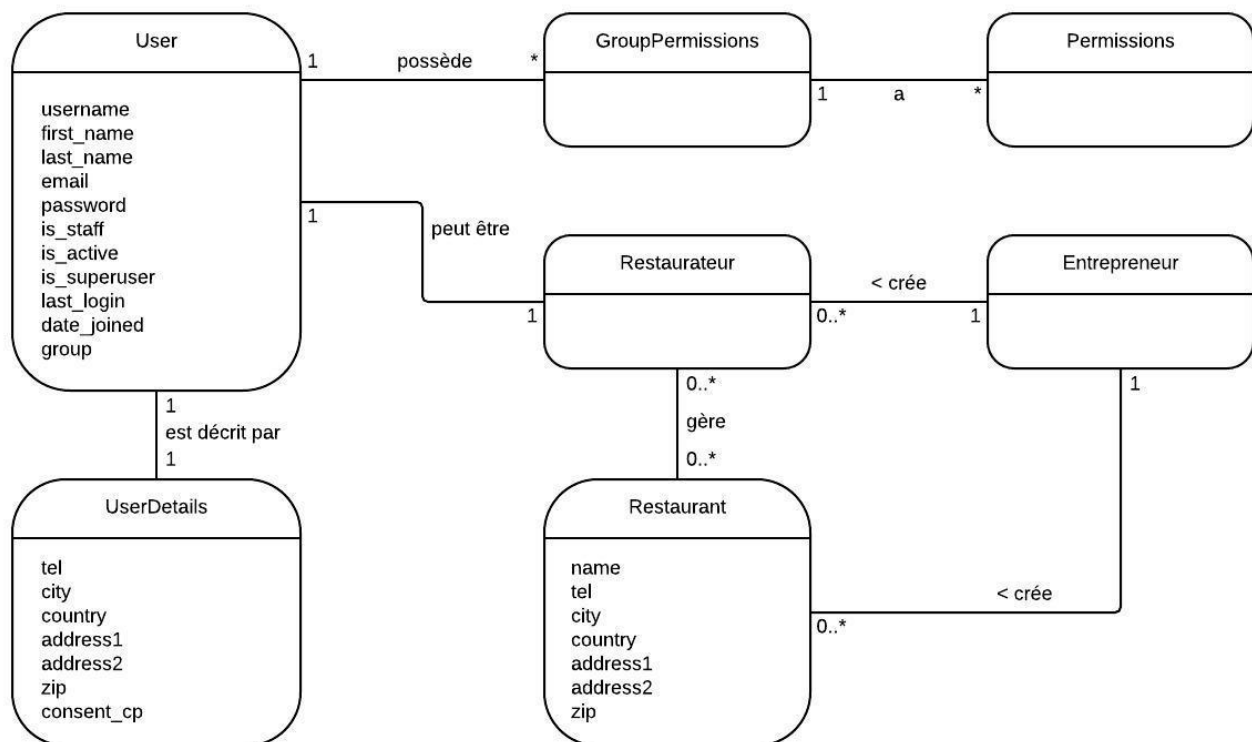 User
username
first_name
last_name
email
password
is_staff
is_active
is_superuser
last_login
date_joined
group
1 possède *
GroupPermissions
1 a *
Permissions
1
peut être
1
Restaurateur
< crée
0..* 1
Entrepreneur
1
est décrit par
1
0..*
gère
0..*
1
UserDetails
tel
city
country
address1
address2
zip
consent_cp
Restaurant
name
tel
city
country
address1
address2
zip
< crée
0..*